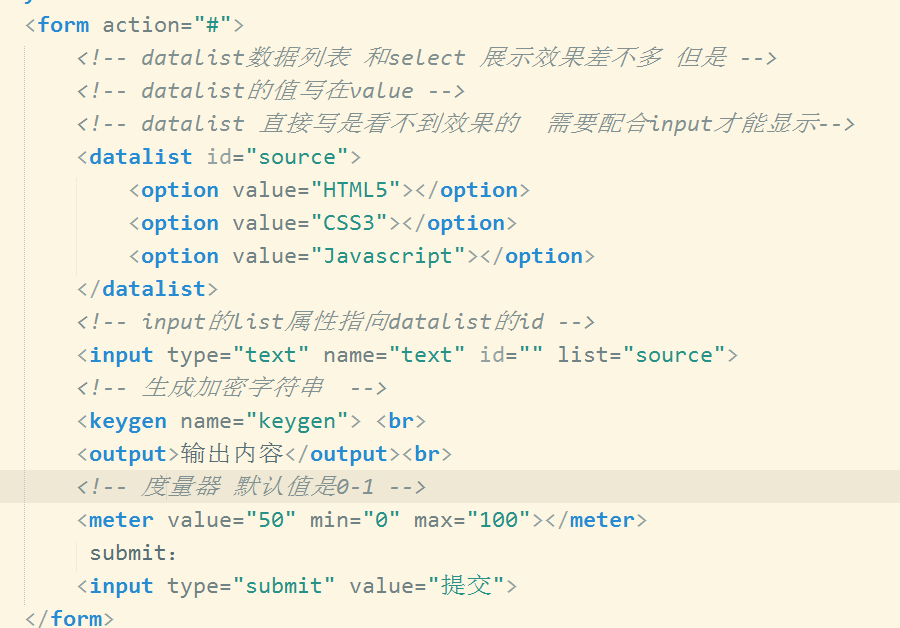 <form action="#">
<!-- datalist数据列表 和select 展示效果差不多 但是 -->
<!-- datalist的值写在value -->
<!-- datalist 直接写是看不到效果的  需要配合input才能显示-->
<datalist id="source">
<option value="HTML5"></option>
<option value="CSS3"></option>
<option value="Javascript"></option>
</datalist>
<!-- input的list属性指向datalist的id -->
<input type="text" name="text" id="" list="source">
<!-- 生成加密字符串  -->
<keygen name="keygen"> <br>
<output>输出内容</output><br>
<!-- 度量器 默认值是0-1 -->
<meter value="50" min="0" max="100"></meter>
submit：
<input type="submit" value="提交">
</form>